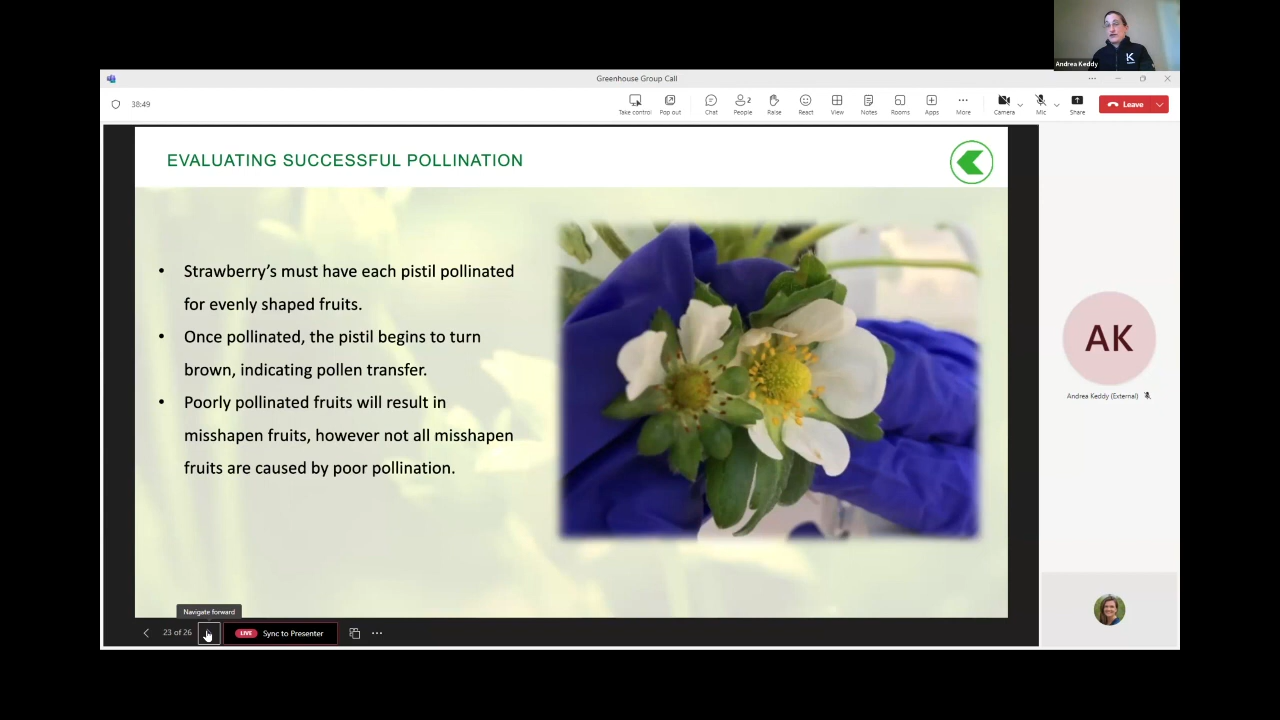 Andrea Keddy
K
Greenhouse Group Call
38:49
Take control
Pop out
Chat
2
People
Raise
React
View
Notes
Rooms
Apps
More
Camera
Mic
Share
Leave
EVALUATING SUCCESSFUL POLLINATION
• Strawberry's must have each pistil pollinated
for evenly shaped fruits.
• Once pollinated, the pistil begins to turn
brown, indicating pollen transfer.
• Poorly pollinated fruits will result in
misshapen fruits, however not all misshapen
fruits are caused by poor pollination.
AK
Andrea Keddy (External)
Navigate forward
23 of 26
LIVE Sync to Presenter